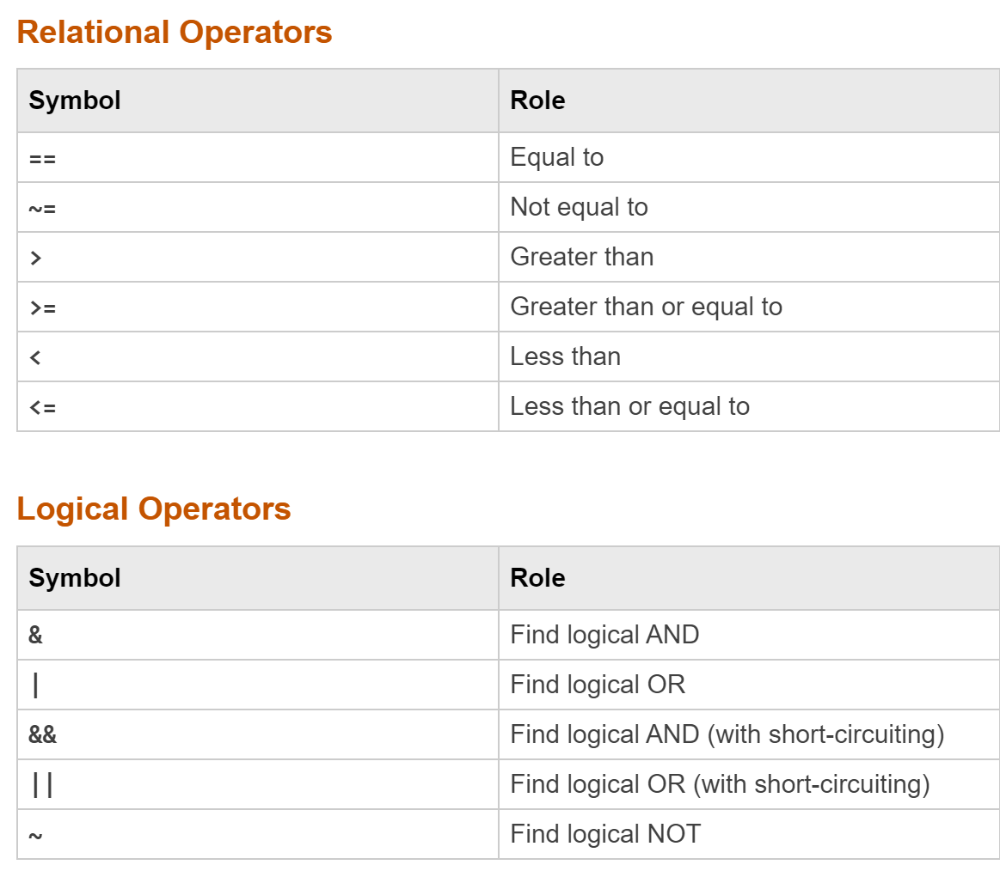 Relational Operators
Symbol Role
== Equal to
~= Not equal to
> Greater than
>= Greater than or equal to
< Less than
<= Less than or equal to
Logical Operators
Symbol Role
& Find logical AND
| Find logical OR
&& Find logical AND (with short-circuiting)
|| Find logical OR (with short-circuiting)
~ Find logical NOT